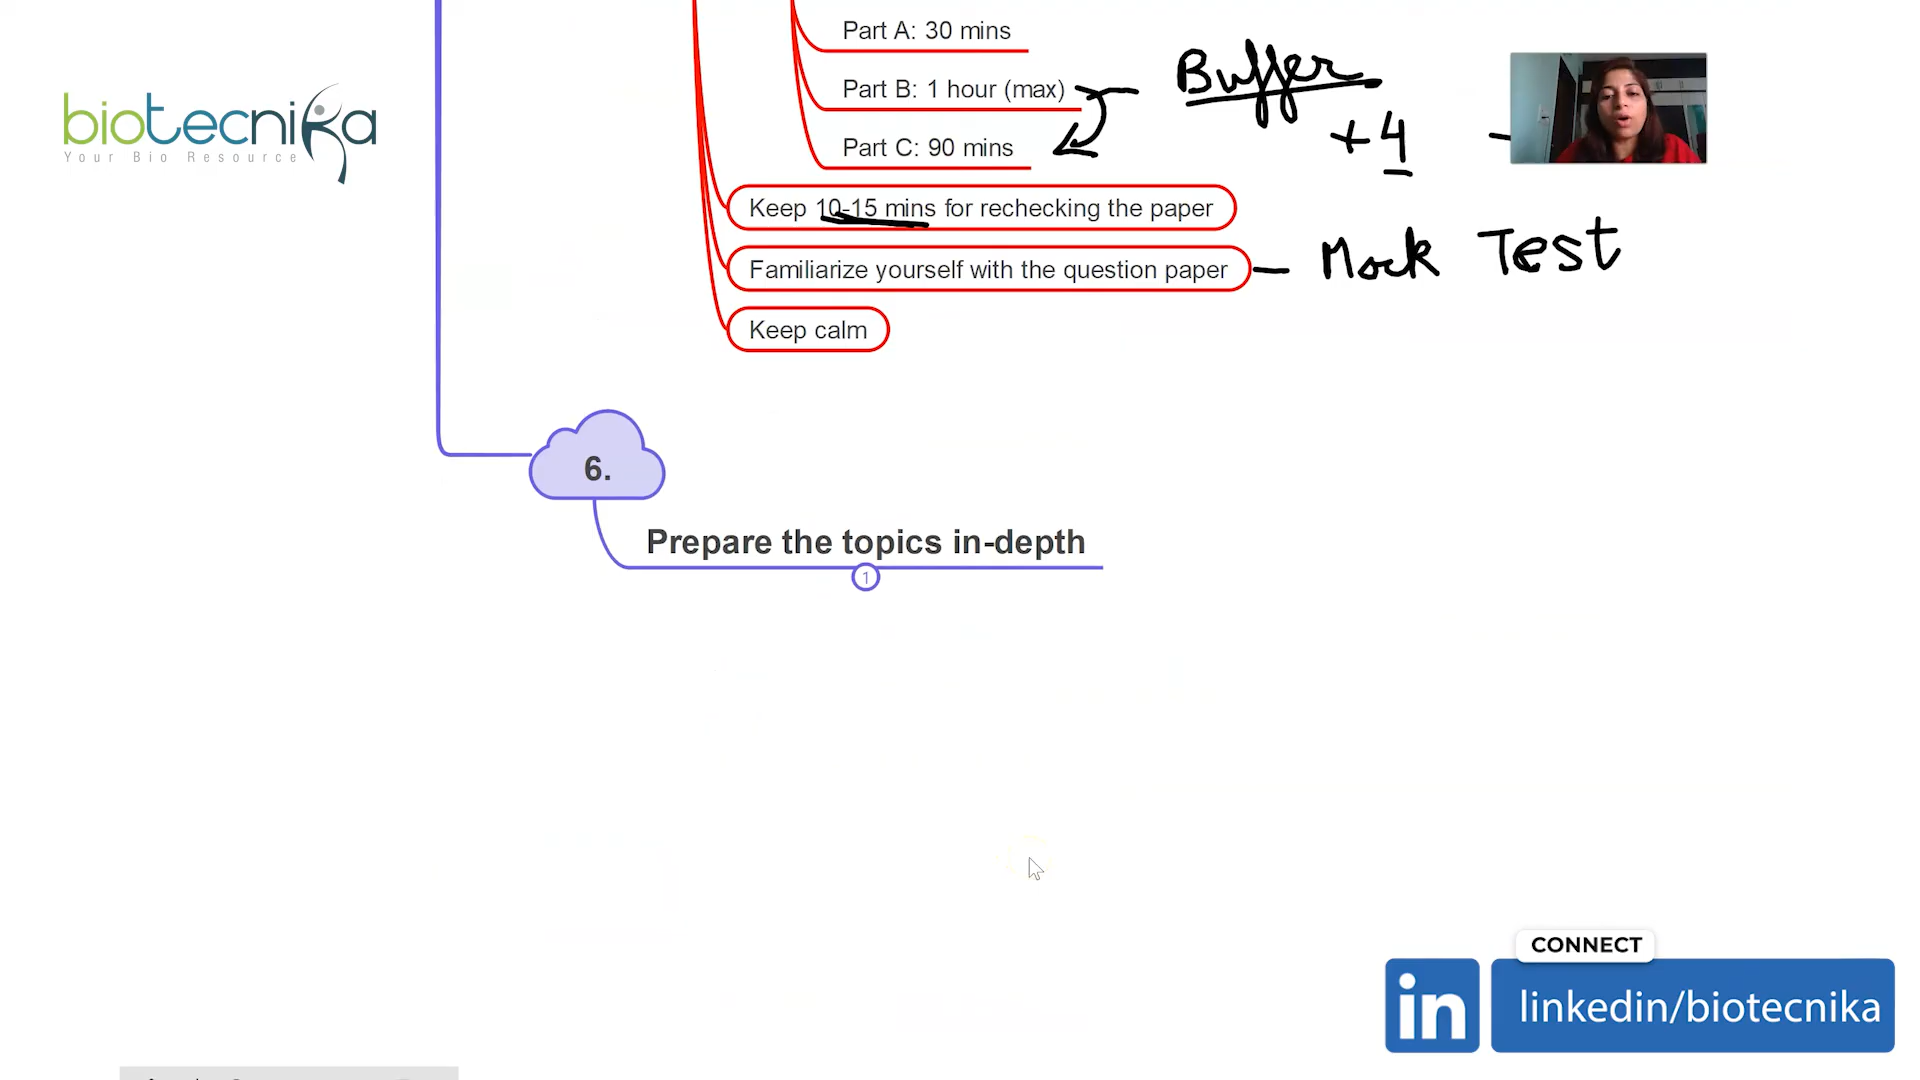 Part A: 30 mins
Part B: 1 hour (max)
Buffer
+4
Part C: 90 mins
biotecnika
Your Bio Resource
Keep 10-15 mins for rechecking the paper
Familiarize yourself with the question paper
Mock Test
Keep calm
6.
Prepare the topics in-depth
1
CONNECT
in
linkedin/biotecnika